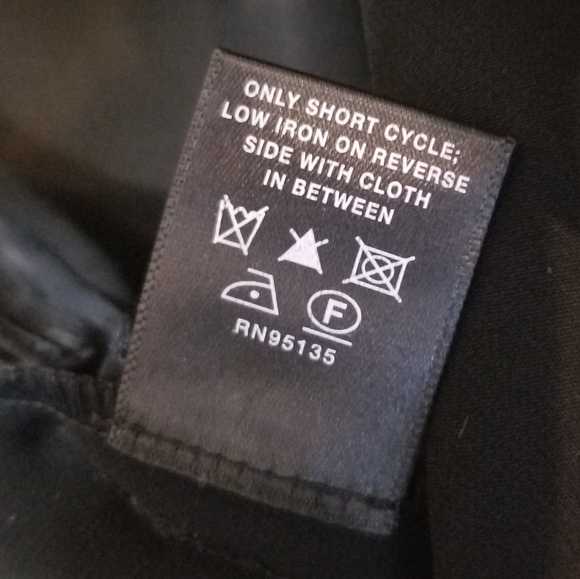 ONLY SHORT CYCLE;
LOW IRON ON REVERSE
SIDE WITH CLOTH
IN BETWEEN
F
RN95135